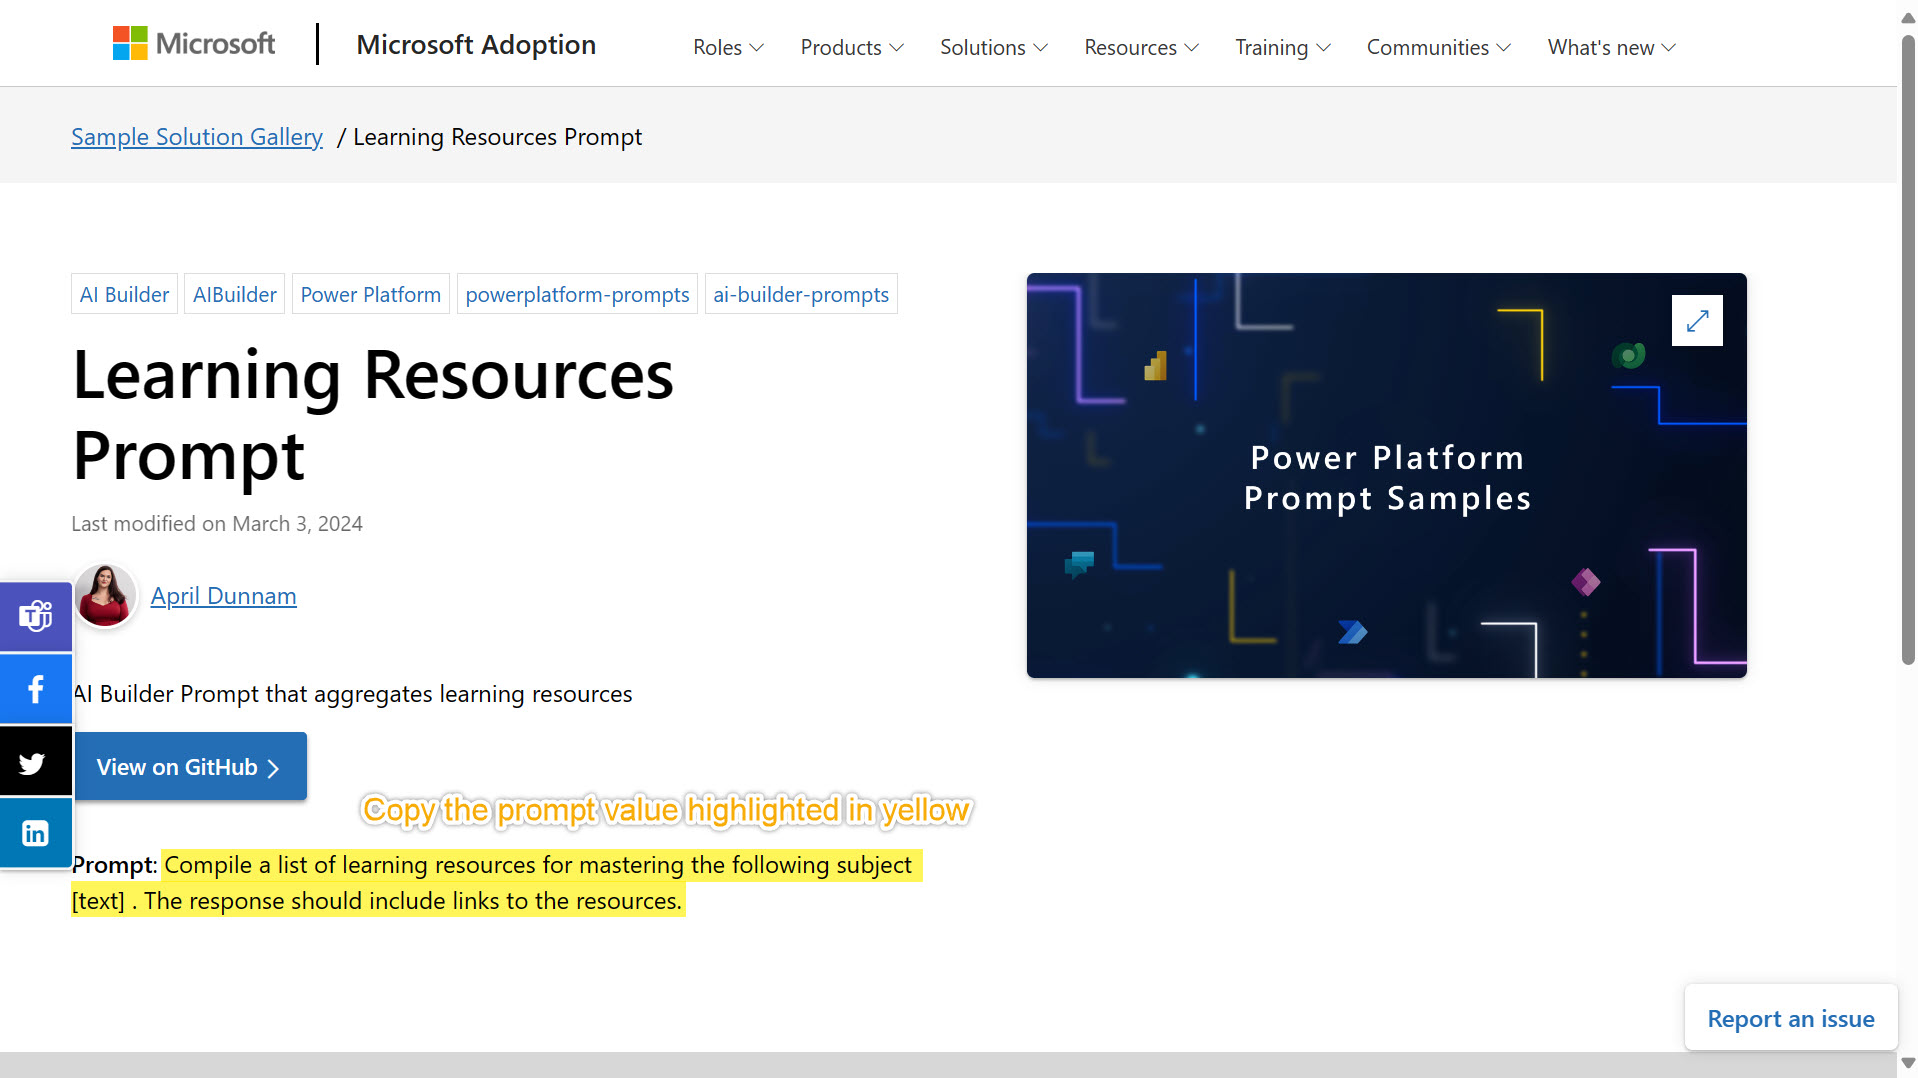 Microsoft
Microsoft Adoption
Roles
Products
Solutions
Resources
Training
Communities
What's new
Sample Solution Gallery / Learning Resources Prompt
AI Builder
AIBuilder
Power Platform
powerplatform-prompts
ai-builder-prompts
Learning Resources
Prompt
Last modified on March 3, 2024
April Dunnam
AI Builder Prompt that aggregates learning resources
View on GitHub
Power Platform
Prompt Samples
Copy the prompt value highlighted in yellow
Prompt: Compile a list of learning resources for mastering the following subject
[text] . The response should include links to the resources.
Report an issue